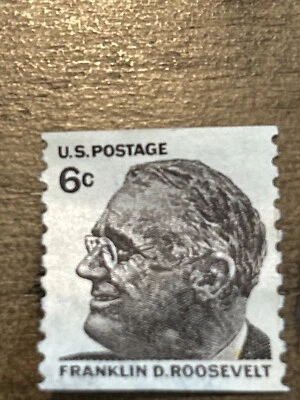 U.S. POSTAGE
6c
FRANKLIN D. ROOSEVELT